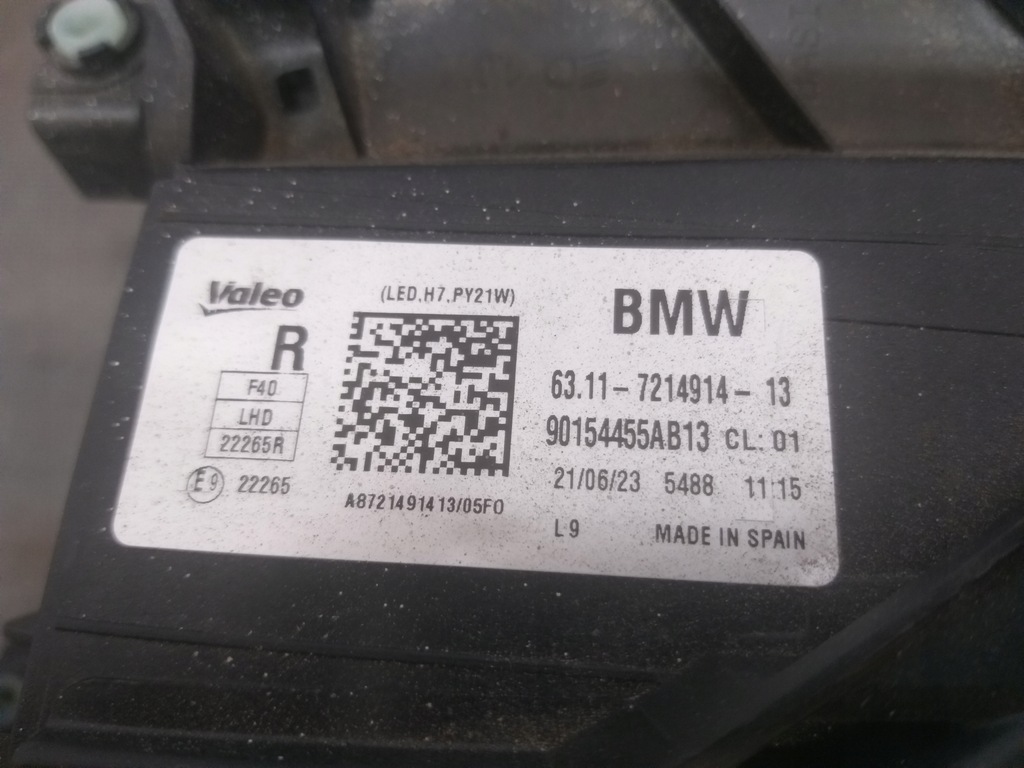 Valeo
(LED,H7,PY21W)
BMW
R
F40
LHD
22265R
E9 22265
A8721491413/05F0
63.11-7214914-13
90154455AB13 CL: 01
21/06/23 5488 11:15
L9 MADE IN SPAIN